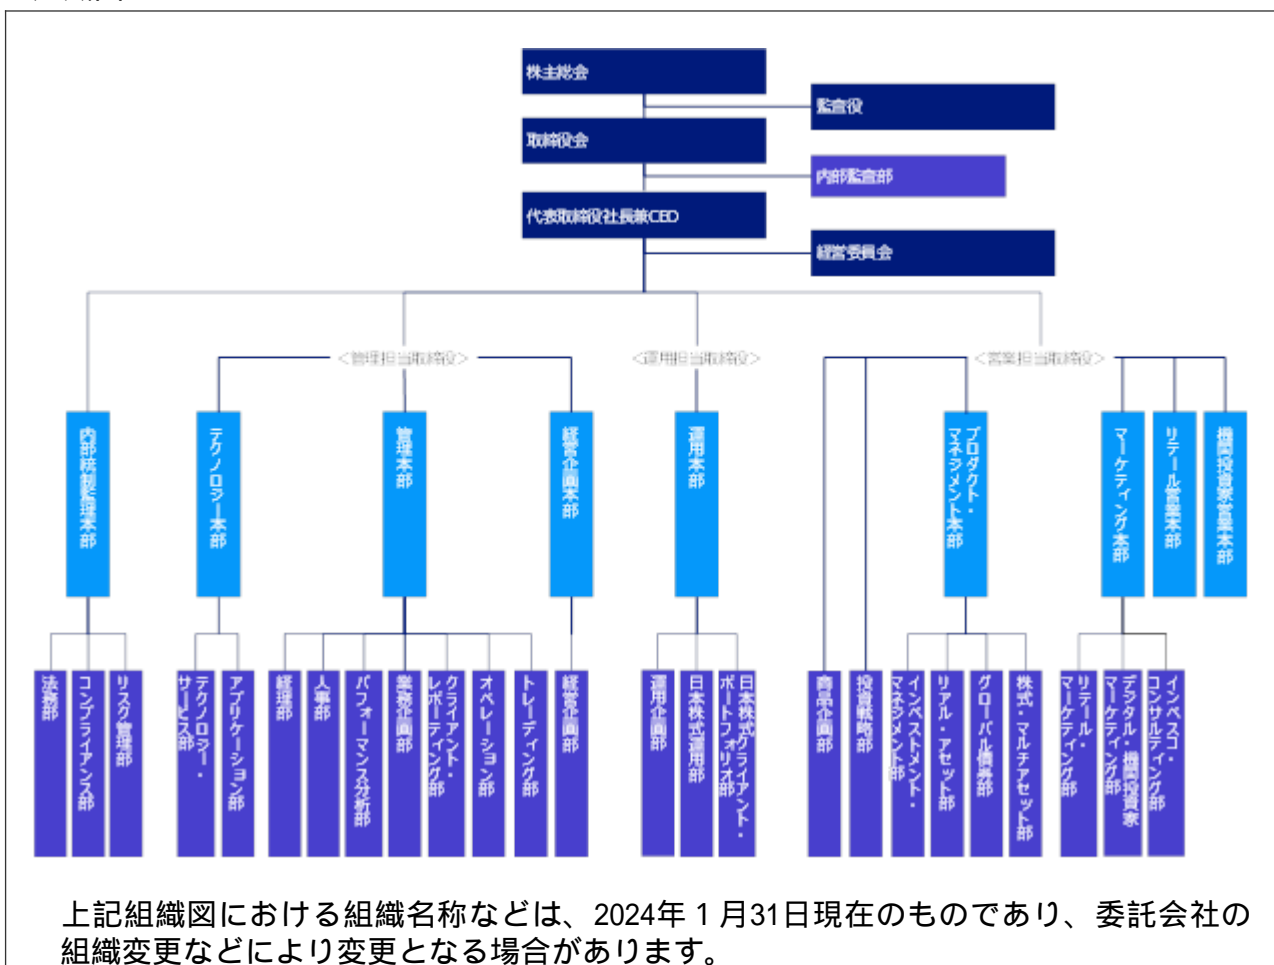 株主総会
監査役
取締役会
内部監査部
代表取締役社長兼CEO
経営委員会
<管理担当取締役>
<運用担当取締役>
<営業担当取締役>
内部統制監理本部
テクノロジー本部
管理本部
経営企画本部
運用本部
プロダクト・
マネジメント本部
マーケティング本部
リテール営業本部
機関投資家営業本部
法務部
コンプライアンス部
リスク管理部
テクノロジー・
サービス部
アプリケーション部
経理部
人事部
パフォーマンス分析部
業務企画部
クライアント・
レポーティング部
オペレーション部
トレーディング部
経営企画部
運用企画部
日本株式運用部
日本株式クライアント・
ポートフォリオ部
商品企画部
投資戦略部
インベストメント・
マネジメント部
リアル・アセット部
グローバル債券部
株式・マルチアセット部
リテール・
マーケティング部
デジタル・機関投資家
マーケティング部
インベスコ・
コンサルティング部
上記組織図における組織名称などは、2024年1月31日現在のものであり、委託会社の
組織変更などにより変更となる場合があります。